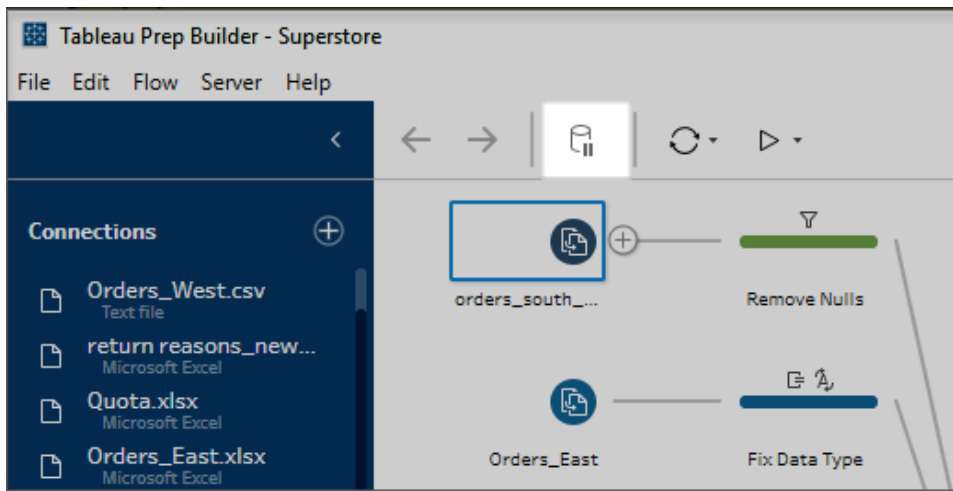 Tableau Prep Builder - Superstore
File Edit Flow Server Help
Connections
Orders_West.csv
Text file
return reasons_new...
Microsoft Excel
Quota.xlsx
Microsoft Excel
Orders_East.xlsx
Microsoft Excel
orders_south_...
Remove Nulls
Orders_East
Fix Data Type